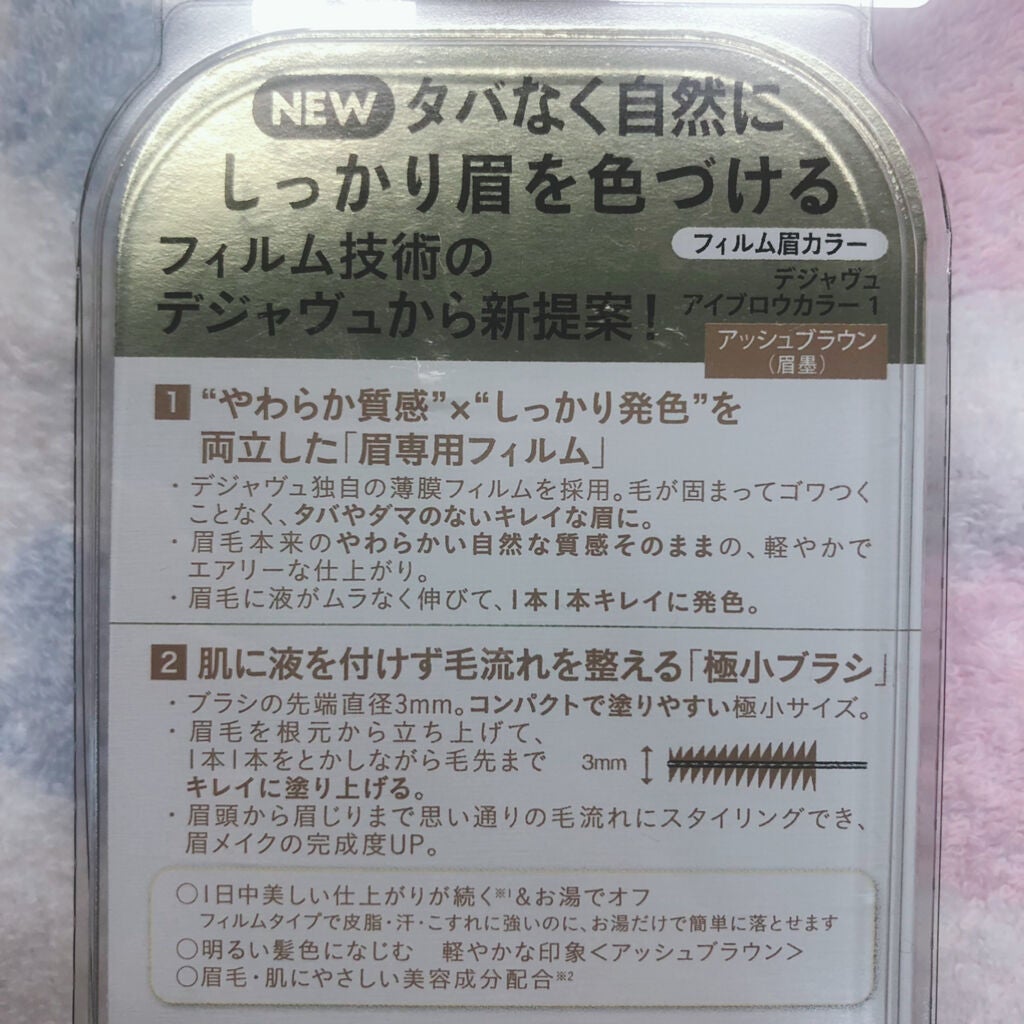 NEW タバなく自然に
しっかり眉を色づける
フィルム技術の
デジャヴュから新提案！
フィルム眉カラー
デジャヴュ
アイブロウカラー 1
アッシュブラウン
（眉墨）
1 “やわらか質感”×“しっかり発色”を
両立した「眉専用フィルム」
・デジャヴュ独自の薄膜フィルムを採用。毛が固まってゴワつく
ことなく、タバやダマのないキレイな眉に。
・眉毛本来のやわらかい自然な質感そのままの、軽やかで
エアリーな仕上がり。
・眉毛に液がムラなく伸びて、1本1本キレイに発色。
2 肌に液を付けず毛流れを整える「極小ブラシ」
・ブラシの先端直径3mm。コンパクトで塗りやすい極小サイズ。
・眉毛を根元から立ち上げて、
1本1本をとかしながら毛先まで
キレイに塗り上げる。
3mm
・眉頭から眉じりまで思い通りの毛流れにスタイリングでき、
眉メイクの完成度UP。
○1日中美しい仕上がりが続く※1＆お湯でオフ
フィルムタイプで皮脂・汗・こすれに強いのに、お湯だけで簡単に落とせます
○明るい髪色になじむ　軽やかな印象＜アッシュブラウン＞
○眉毛・肌にやさしい美容成分配合※2